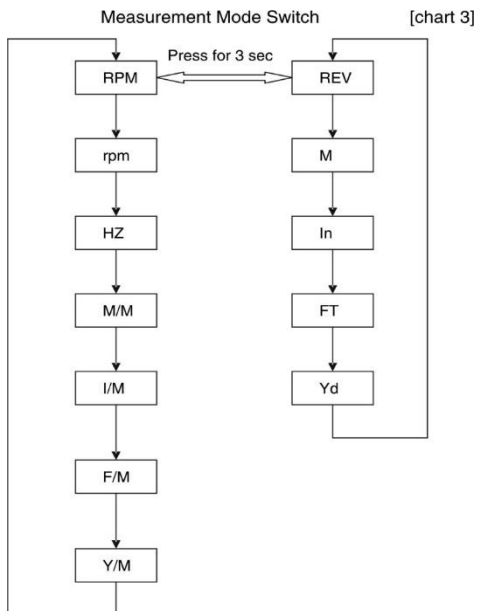 Measurement Mode Switch [chart 3]
Press for 3 sec
RPM
REV
rpm
M
HZ
In
M/M
FT
I/M
Yd
F/M
Y/M